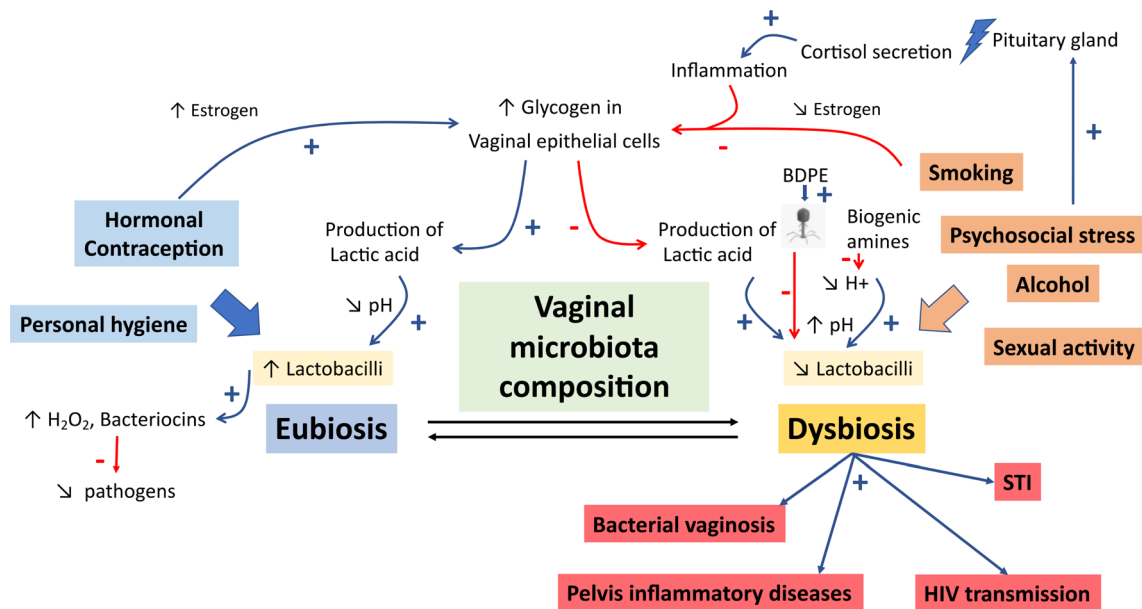 +
Cortisol secretion
Pituitary gland
Inflammation
↑ Estrogen
↑ Glycogen in
Vaginal epithelial cells
↘ Estrogen
+
-
+
Smoking
BDPE
+
Hormonal
Contraception
Production of
Lactic acid
+
-
Production of
Lactic acid
Biogenic
amines
-
Psychosocial stress
↘ pH
+
↘ H+
-
Alcohol
Personal hygiene
Vaginal
microbiota
composition
+
↑ pH
+
Sexual activity
↑ Lactobacilli
↘ Lactobacilli
+
↑ H₂O₂, Bacteriocins
Eubiosis
Dysbiosis
-
↘ pathogens
+
STI
Bacterial vaginosis
Pelvis inflammatory diseases
HIV transmission